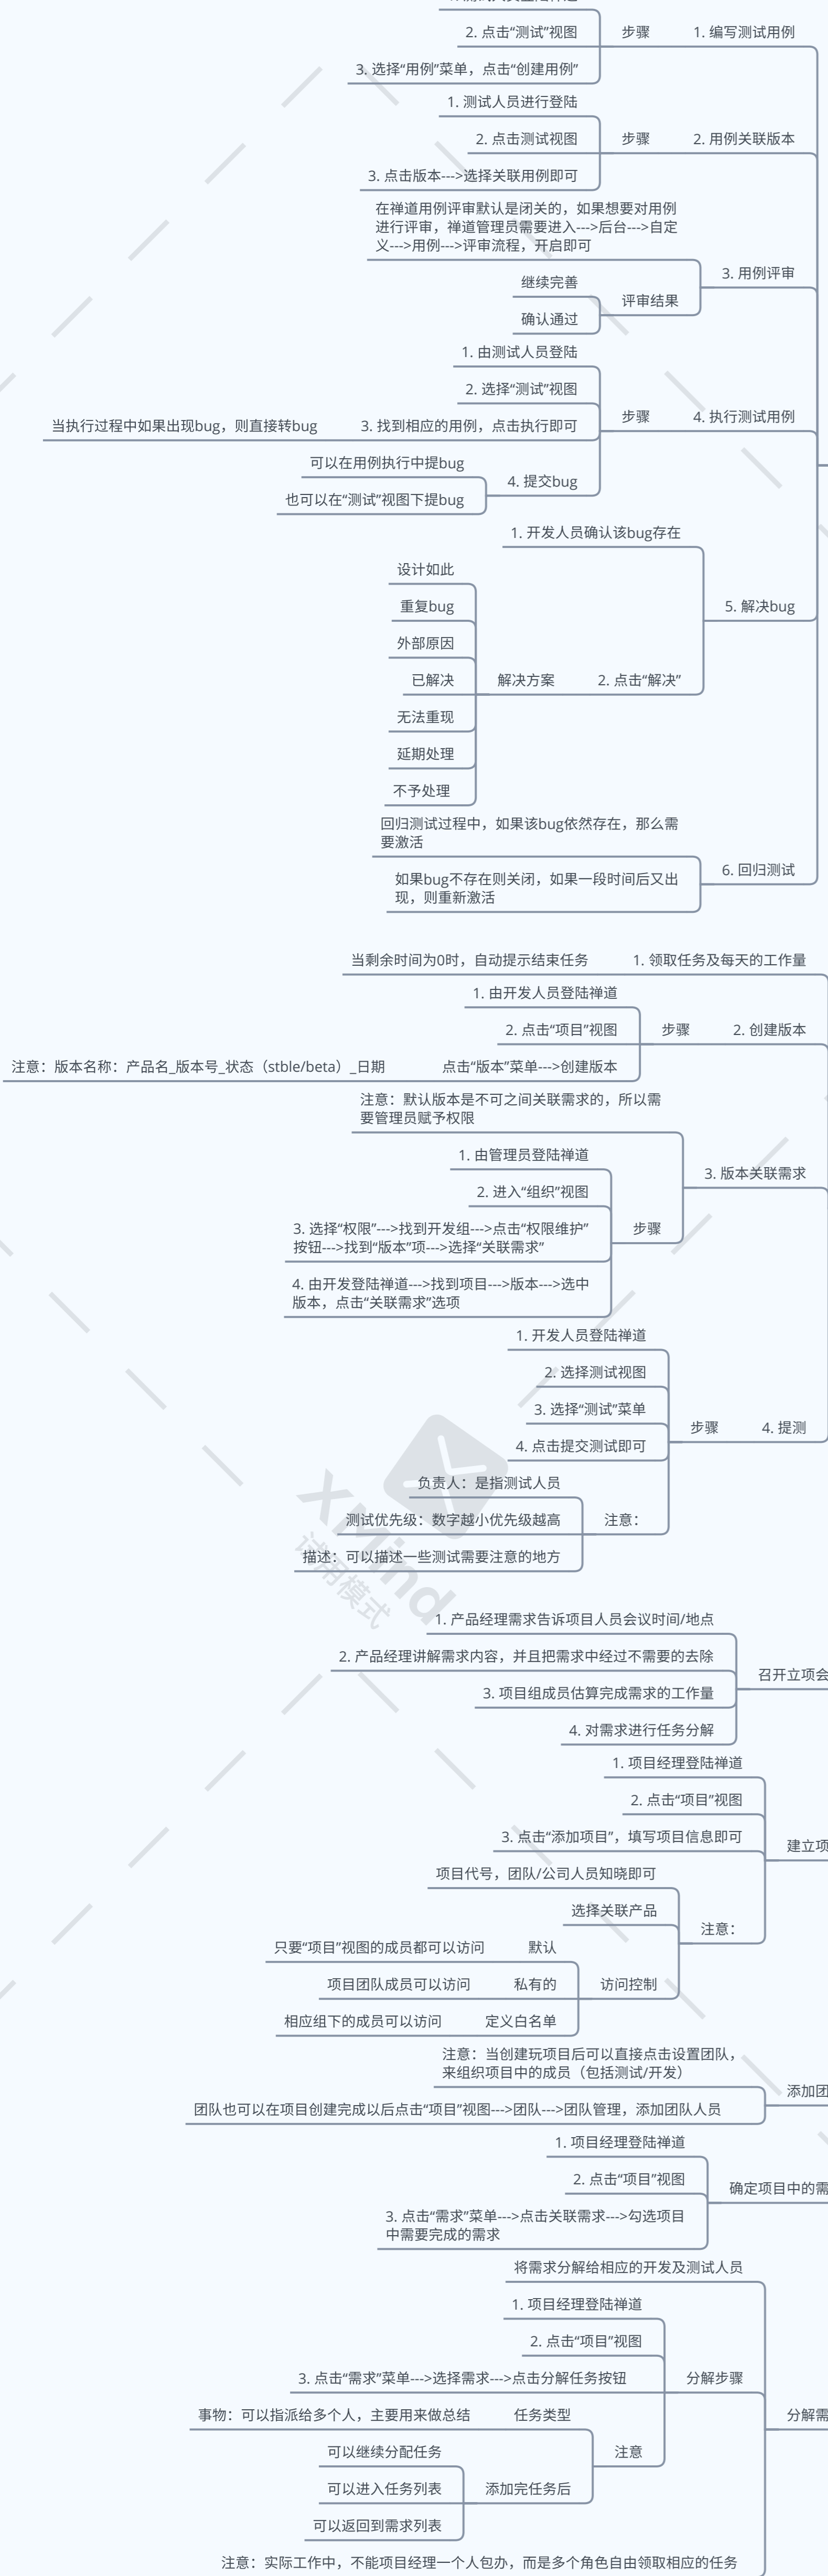 2. 点击“测试”视图
步骤
1. 编写测试用例
3. 选择“用例”菜单，点击“创建用例”
1. 测试人员进行登陆
2. 点击测试视图
步骤
2. 用例关联版本
3. 点击版本--->选择关联用例即可
在禅道用例评审默认是闭关的，如果想要对用例
进行评审，禅道管理员需要进入--->后台--->自定
义--->用例--->评审流程，开启即可
3. 用例评审
继续完善
评审结果
确认通过
1. 由测试人员登陆
2. 选择“测试”视图
步骤
4. 执行测试用例
当执行过程中如果出现bug，则直接转bug
3. 找到相应的用例，点击执行即可
可以在用例执行中提bug
4. 提交bug
也可以在“测试”视图下提bug
1. 开发人员确认该bug存在
设计如此
重复bug
5. 解决bug
外部原因
已解决
解决方案
2. 点击“解决”
无法重现
延期处理
不予处理
回归测试过程中，如果该bug依然存在，那么需
要激活
6. 回归测试
如果bug不存在则关闭，如果一段时间后又出
现，则重新激活
当剩余时间为0时，自动提示结束任务
1. 领取任务及每天的工作量
1. 由开发人员登陆禅道
2. 点击“项目”视图
步骤
2. 创建版本
注意：版本名称：产品名_版本号_状态（stble/beta）_日期
点击“版本”菜单--->创建版本
注意：默认版本是不可之间关联需求的，所以需
要管理员赋予权限
1. 由管理员登陆禅道
3. 版本关联需求
2. 进入“组织”视图
3. 选择“权限”--->找到开发组--->点击“权限维护”
按钮--->找到“版本”项--->选择“关联需求”
步骤
4. 由开发登陆禅道--->找到项目--->版本--->选中
版本，点击“关联需求”选项
1. 开发人员登陆禅道
2. 选择测试视图
3. 选择“测试”菜单
步骤
4. 提测
4. 点击提交测试即可
负责人：是指测试人员
测试优先级：数字越小优先级越高
注意：
描述：可以描述一些测试需要注意的地方
XMind
试用模式
1. 产品经理需求告诉项目人员会议时间/地点
2. 产品经理讲解需求内容，并且把需求中经过不需要的去除
召开立项会
3. 项目组成员估算完成需求的工作量
4. 对需求进行任务分解
1. 项目经理登陆禅道
2. 点击“项目”视图
3. 点击“添加项目”，填写项目信息即可
建立项
项目代号，团队/公司人员知晓即可
选择关联产品
注意：
只要“项目”视图的成员都可以访问
默认
项目团队成员可以访问
私有的
访问控制
相应组下的成员可以访问
定义白名单
注意：当创建玩项目后可以直接点击设置团队，
来组织项目中的成员（包括测试/开发）
添加团
团队也可以在项目创建完成以后点击“项目”视图--->团队--->团队管理，添加团队人员
1. 项目经理登陆禅道
2. 点击“项目”视图
确定项目中的需
3. 点击“需求”菜单--->点击关联需求--->勾选项目
中需要完成的需求
将需求分解给相应的开发及测试人员
1. 项目经理登陆禅道
2. 点击“项目”视图
3. 点击“需求”菜单--->选择需求--->点击分解任务按钮
分解步骤
事物：可以指派给多个人，主要用来做总结
任务类型
分解需
可以继续分配任务
注意
可以进入任务列表
添加完任务后
可以返回到需求列表
注意：实际工作中，不能项目经理一个人包办，而是多个角色自由领取相应的任务